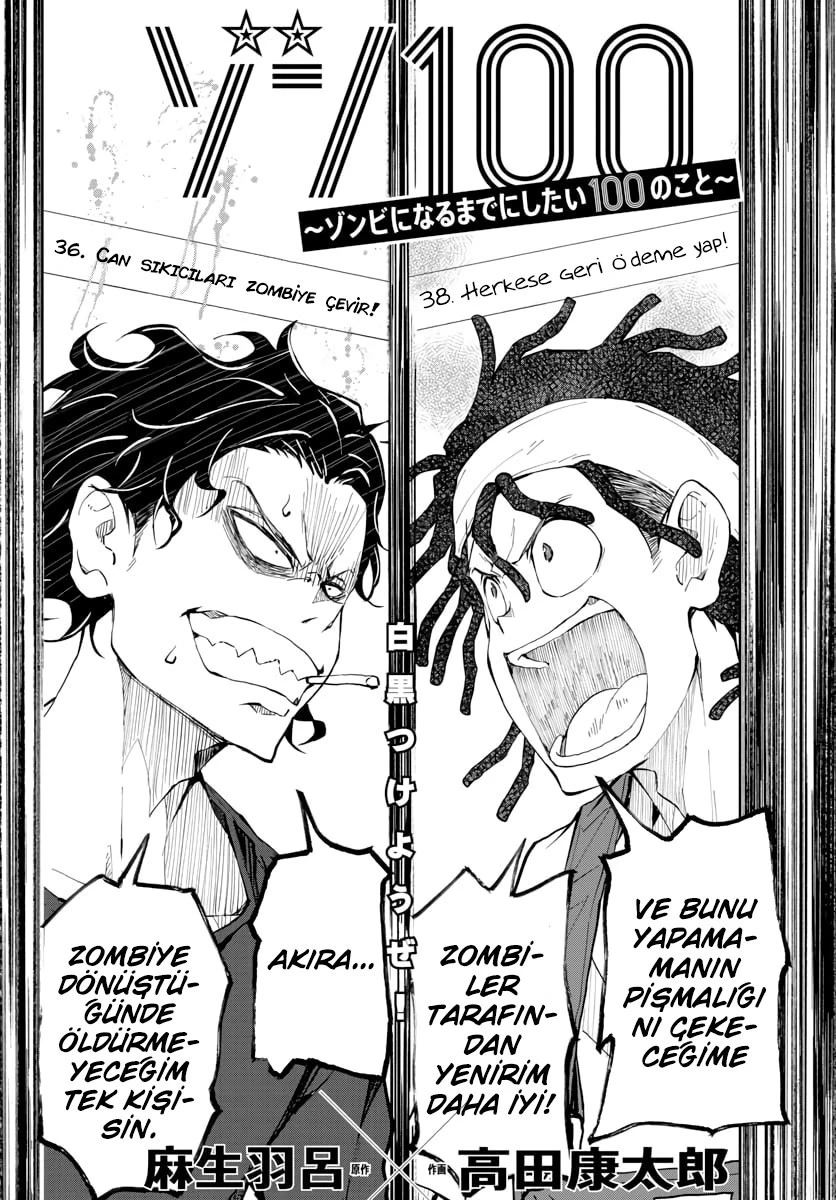 ゾン100
～ゾンビになるまでにしたい100のこと～
36. Can sıkıcıları zombiye çevir!
38. Herkese geri ödeme yap!
白黒つけようぜ！
VE BUNU
YAPAMA-
MANIN
PİŞMALIĞI
NI ÇEKE-
CEĞİME
ZOMBİ-
LER
TARAFIN-
DAN
YENİRİM
DAHA İYİ!
AKIRA...
ZOMBİYE
DÖNÜŞTÜ-
ĞÜNDE
ÖLDÜRME-
YECEĞİM
TEK KİŞİ-
SİN.
麻生羽呂 原作 × 作画 高田康太郎